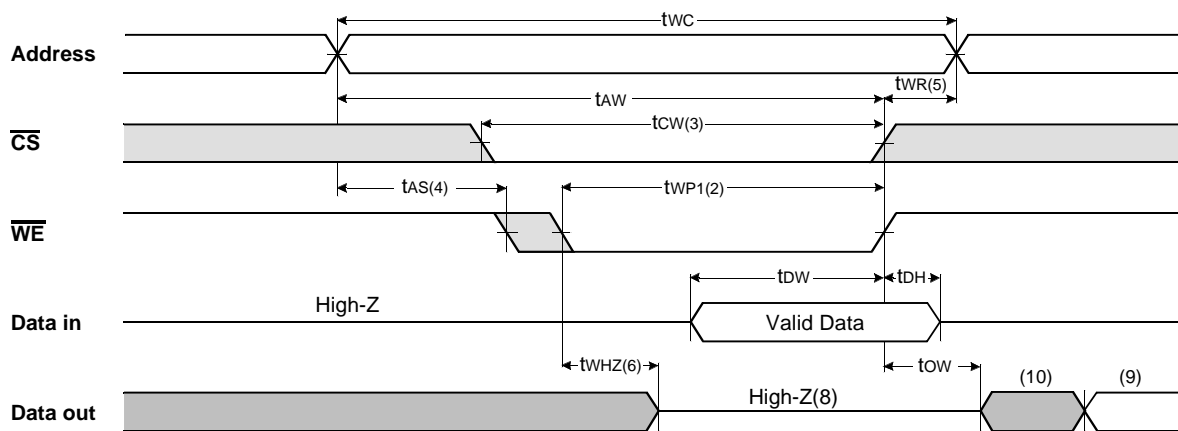 tWC
Address
tWR(5)
tAW
tCW(3)
CS
tAS(4)
tWP1(2)
WE
tDW
tDH
High-Z
Data in
Valid Data
tWHZ(6)
tOW
(10)
(9)
High-Z(8)
Data out